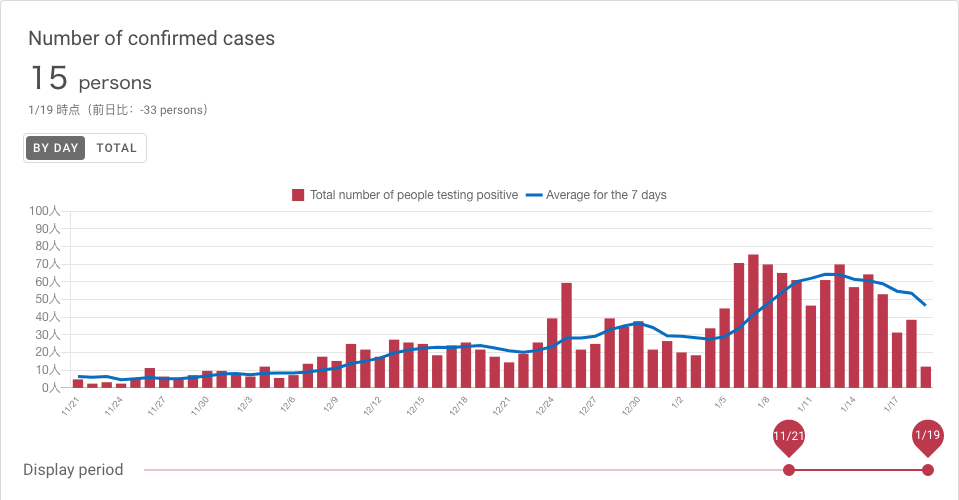 Number of confirmed cases
15 persons
1/19 時点（前日比：-33 persons）
BY DAY TOTAL
Total number of people testing positive Average for the 7 days
100人
90人
80人
70人
60人
50人
40人
30人
20人
10人
0人
11/21 11/24 11/27 11/30 12/3 12/6 12/9 12/12 12/15 12/18 12/21 12/24 12/27 12/30 1/2 1/5 1/8 1/11 1/14 1/17
11/21 1/19
Display period